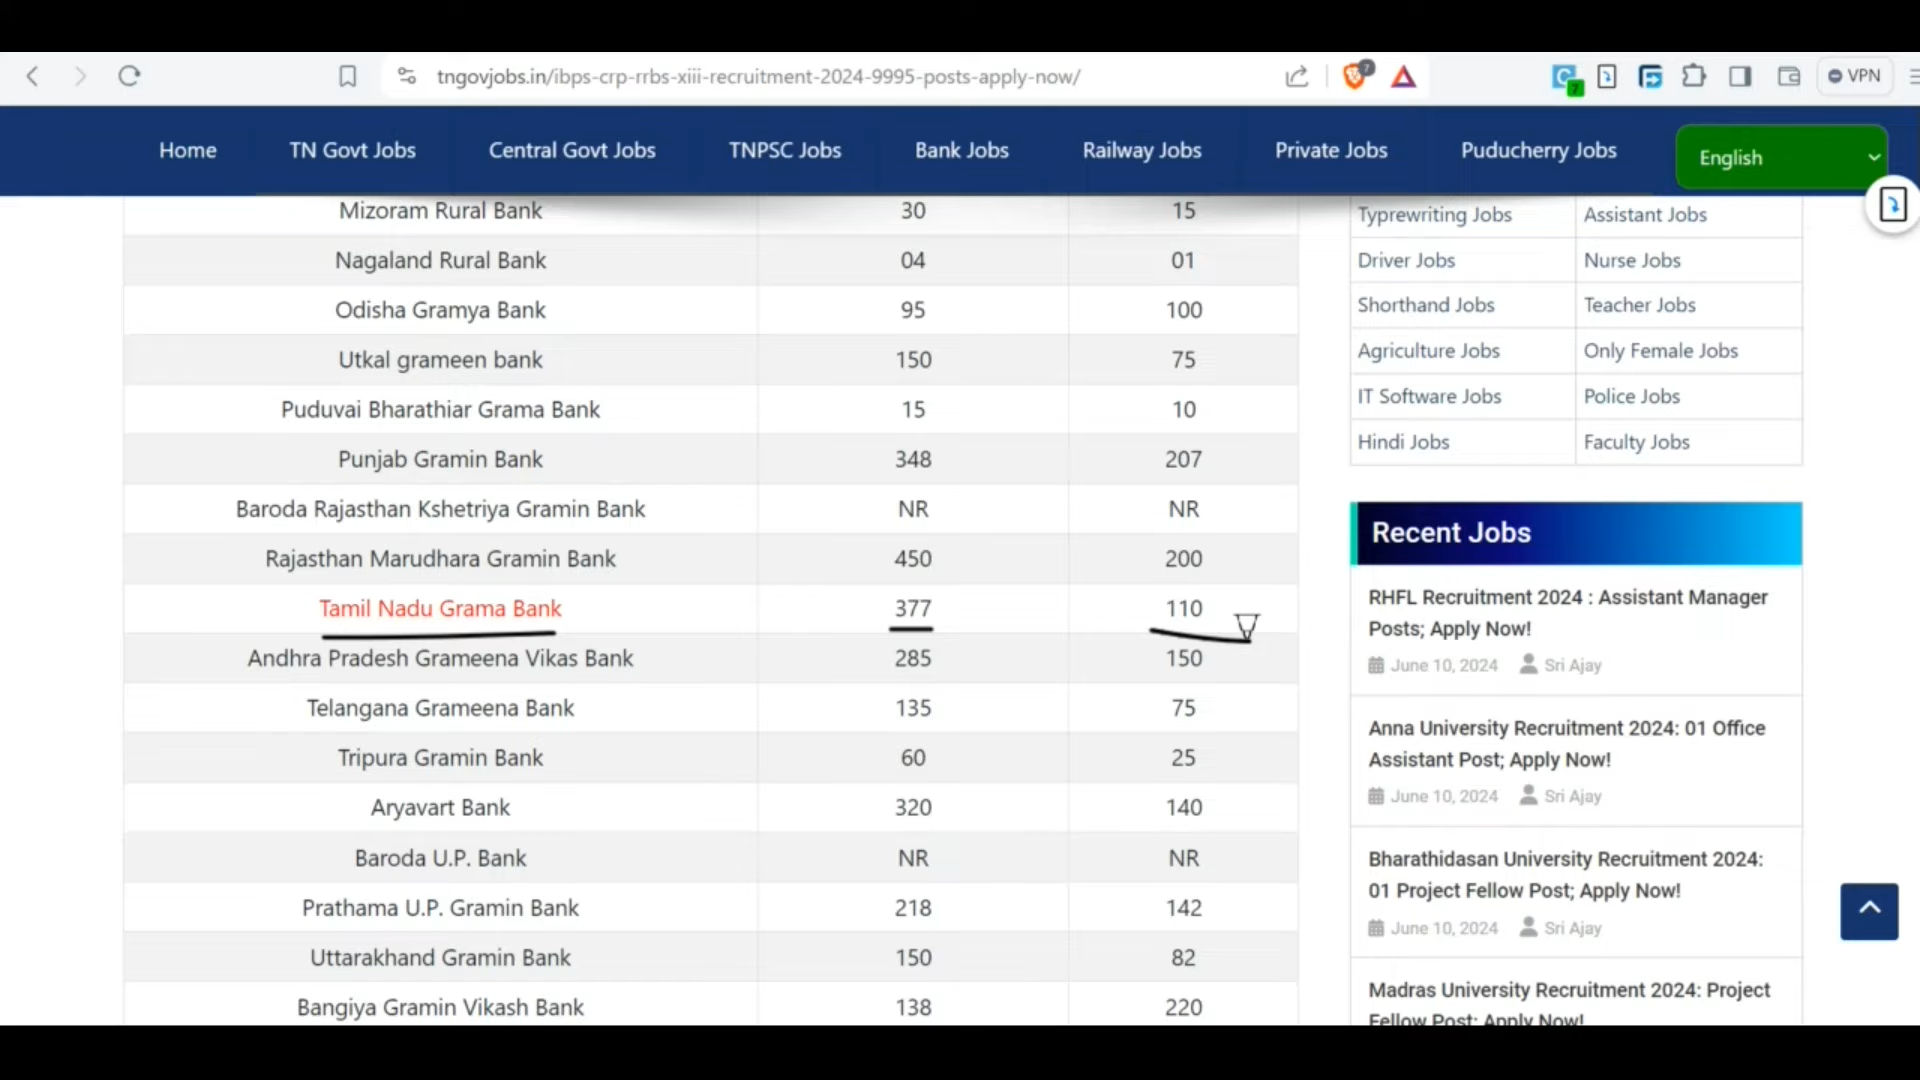 tngovjobs.in/ibps-crp-rrbs-xiii-recruitment-2024-9995-posts-apply-now/
7
7
VPN
Home TN Govt Jobs Central Govt Jobs TNPSC Jobs Bank Jobs Railway Jobs Private Jobs Puducherry Jobs English
Mizoram Rural Bank 30 15
Nagaland Rural Bank 04 01
Odisha Gramya Bank 95 100
Utkal grameen bank 150 75
Puduvai Bharathiar Grama Bank 15 10
Punjab Gramin Bank 348 207
Baroda Rajasthan Kshetriya Gramin Bank NR NR
Rajasthan Marudhara Gramin Bank 450 200
Tamil Nadu Grama Bank 377 110
Andhra Pradesh Grameena Vikas Bank 285 150
Telangana Grameena Bank 135 75
Tripura Gramin Bank 60 25
Aryavart Bank 320 140
Baroda U.P. Bank NR NR
Prathama U.P. Gramin Bank 218 142
Uttarakhand Gramin Bank 150 82
Bangiya Gramin Vikash Bank 138 220
Typrewriting Jobs Assistant Jobs
Driver Jobs Nurse Jobs
Shorthand Jobs Teacher Jobs
Agriculture Jobs Only Female Jobs
IT Software Jobs Police Jobs
Hindi Jobs Faculty Jobs
Recent Jobs
RHFL Recruitment 2024 : Assistant Manager
Posts; Apply Now!
June 10, 2024 Sri Ajay
Anna University Recruitment 2024: 01 Office
Assistant Post; Apply Now!
June 10, 2024 Sri Ajay
Bharathidasan University Recruitment 2024:
01 Project Fellow Post; Apply Now!
June 10, 2024 Sri Ajay
Madras University Recruitment 2024: Project
Fellow Post; Apply Now!